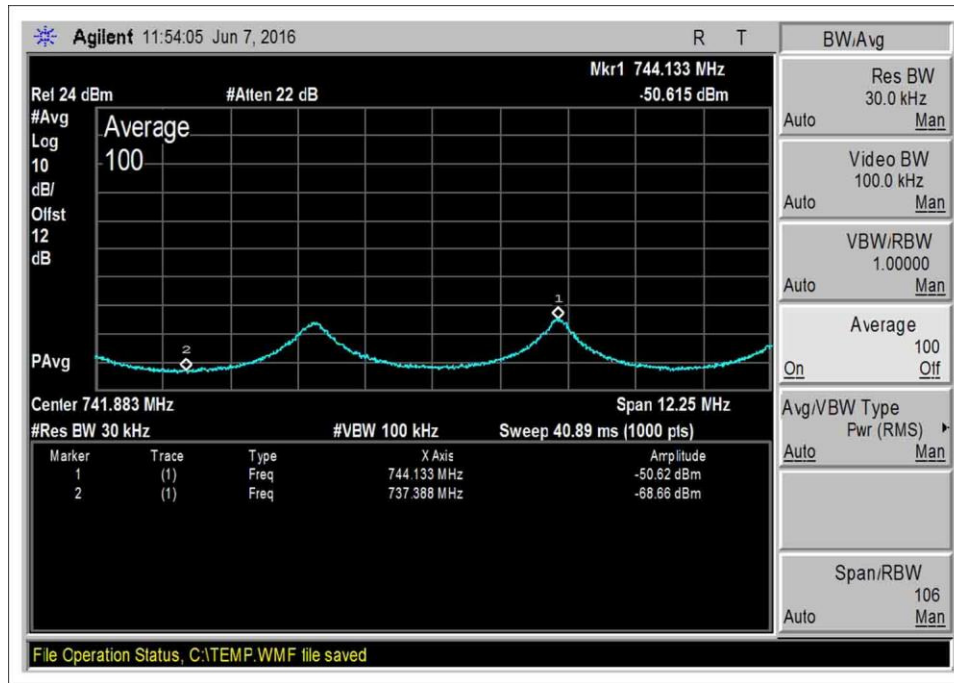 Agilent 11:54:05 Jun 7, 2016 R T
Mkr1 744.133 MHz
Ref 24 dBm #Atten 22 dB -50.615 dBm
#Avg
Log
10
dB/
Offst
12
dB
Average
100
1
2
PAvg
Center 741.883 MHz Span 12.25 MHz
#Res BW 30 kHz #VBW 100 kHz Sweep 40.89 ms (1000 pts)
Marker Trace Type X Axis Amplitude
1 (1) Freq 744.133 MHz -50.62 dBm
2 (1) Freq 737.388 MHz -68.66 dBm
File Operation Status, C:\TEMP.WMF file saved
BW/Avg
Res BW
30.0 kHz
Auto Man
Video BW
100.0 kHz
Auto Man
VBW/RBW
1.00000
Auto Man
Average
100
On Off
Avg/VBW Type
Pwr (RMS)
Auto Man
Span/RBW
106
Auto Man